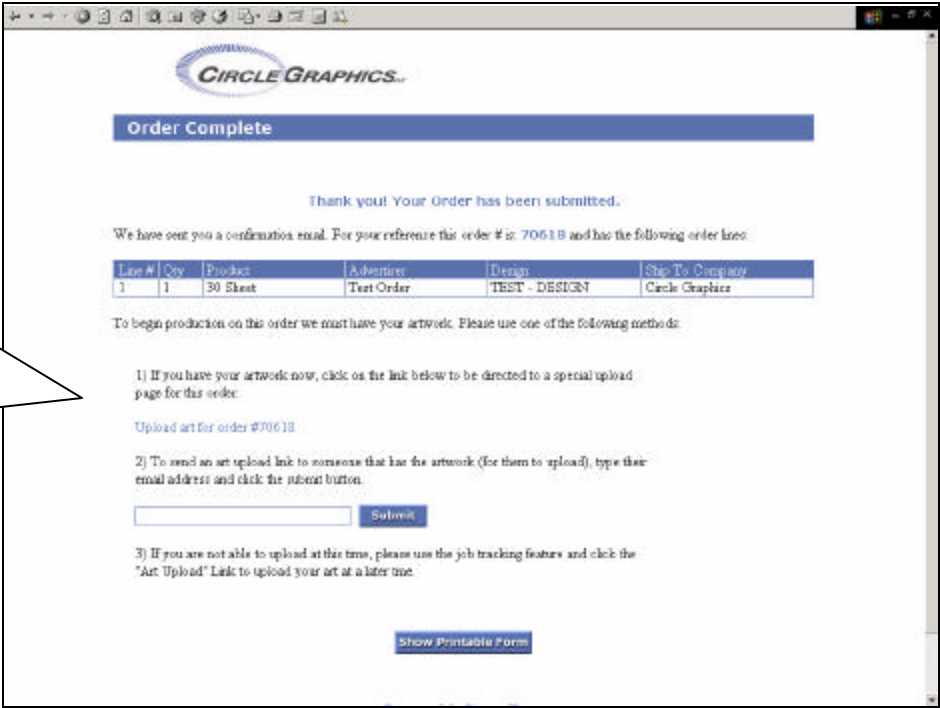 CIRCLE GRAPHICS
Order Complete
Thank you! Your Order has been submitted.
We have sent you a confirmation email. For your reference this order # is: 70618 and has the following order lines:
Line # Qty Product Advertiser Design Ship To Company
1 1 30 Sheet Test Order TEST - DESIGN Circle Graphics
To begin production on this order we must have your artwork. Please use one of the following methods:
1) If you have your artwork now, click on the link below to be directed to a special upload
page for this order.
Upload art for order #70618
2) To send an art upload link to someone that has the artwork (for them to upload), type their
email address and click the submit button.
Submit
3) If you are not able to upload at this time, please use the job tracking feature and click the
"Art Upload" Link to upload your art at a later time.
Show Printable Form